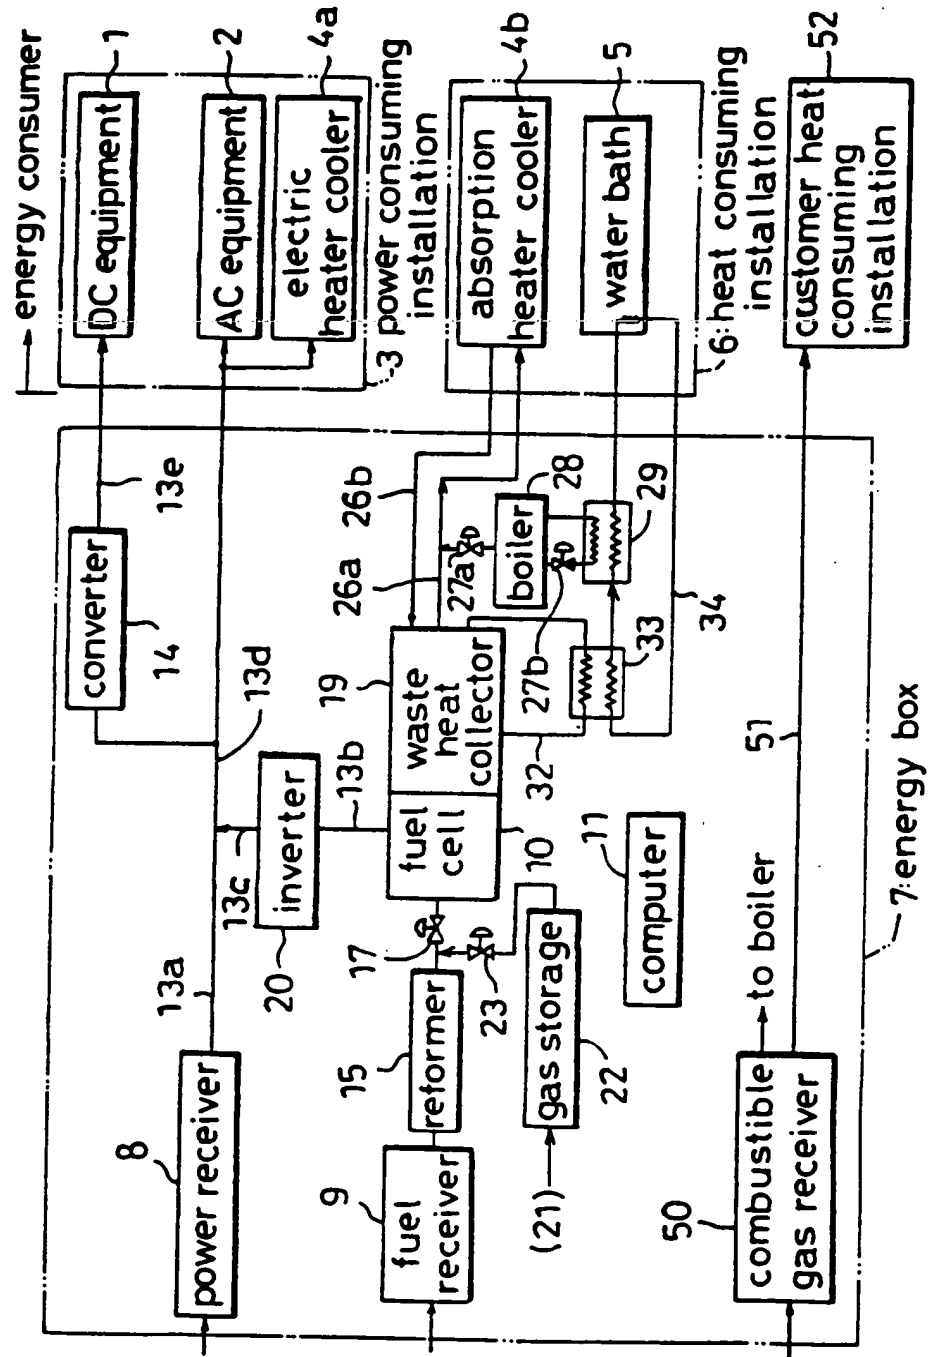 energy consumer
DC equipment
1
AC equipment
2
electric
heater cooler
4a
3 power consuming
installation
absorption
heater cooler
4b
water bath
5
6:heat consuming
installation
customer heat
consuming
installation
52
converter
14
13e
13d
13a
13c
inverter
20
13b
power receiver
8
fuel
receiver
9
reformer
15
17
fuel
cell
10
waste
heat
collector
19
26b
26a
27a
boiler
28
27b
29
33
32
34
gas storage
22
23
(21)
computer
11
combustible
gas receiver
50
to boiler
51
7:energy box